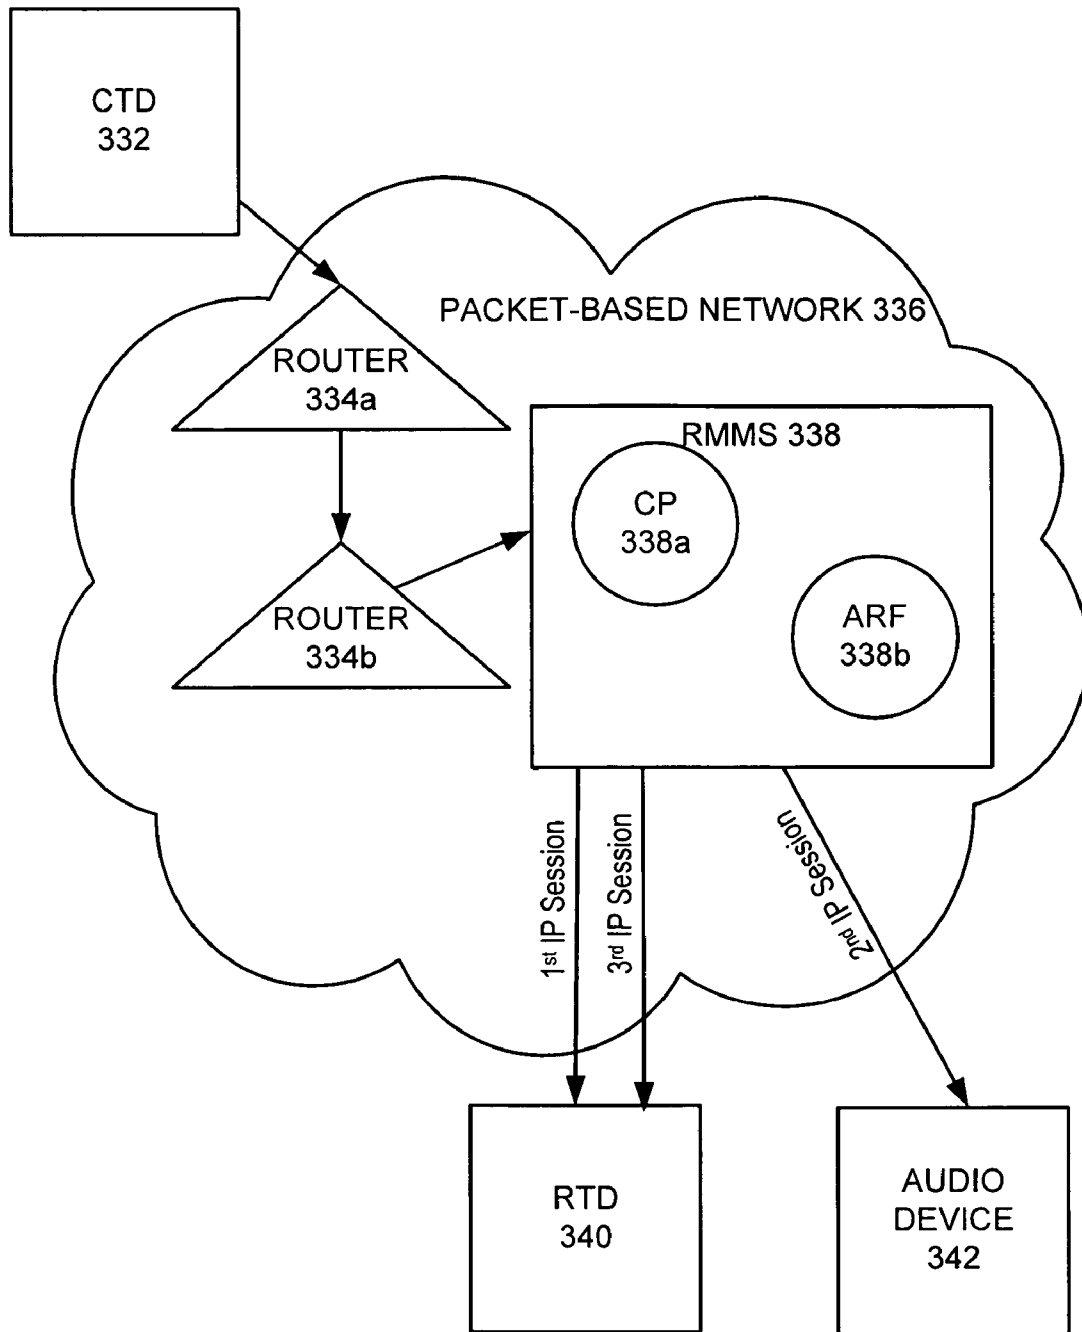 CTD
332
PACKET-BASED NETWORK 336
ROUTER
334a
RMMS 338
CP
338a
ARF
338b
ROUTER
334b
1st IP Session
3rd IP Session
2nd IP Session
RTD
340
AUDIO
DEVICE
342